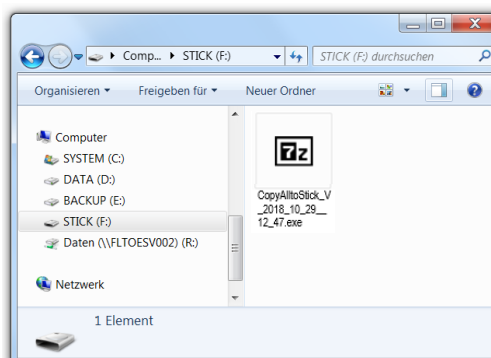 Comp... STICK (F:) STICK (F:) durchsuchen
Organisieren Freigeben für Neuer Ordner
Computer
SYSTEM (C:)
DATA (D:)
BACKUP (E:)
STICK (F:)
Daten (\\FLTOESV002) (R:)
Netzwerk
7z
CopyAlltoStick_V
_2018_10_29__
12_47.exe
1 Element